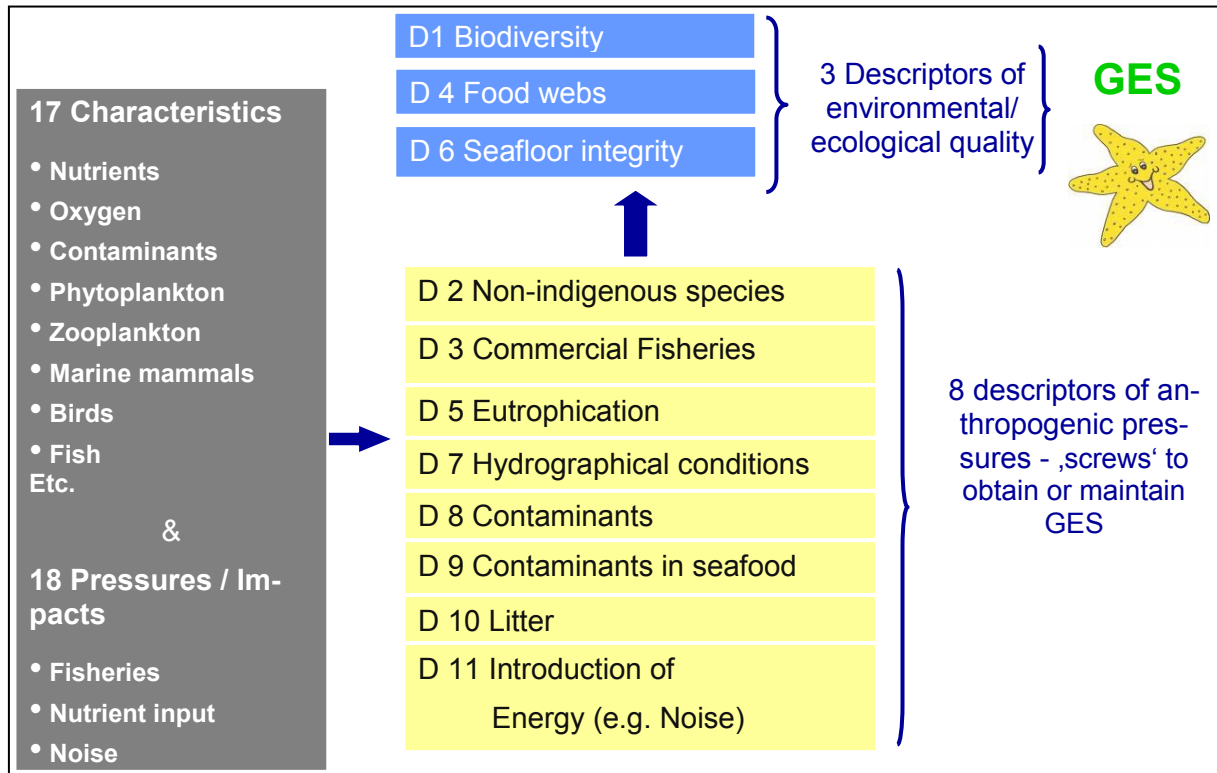 17 Characteristics
• Nutrients
• Oxygen
• Contaminants
• Phytoplankton
• Zooplankton
• Marine mammals
• Birds
• Fish
Etc.
&
18 Pressures / Im-
pacts
• Fisheries
• Nutrient input
• Noise
D1 Biodiversity
D 4 Food webs
D 6 Seafloor integrity
3 Descriptors of
environmental/
ecological quality
GES
D 2 Non-indigenous species
D 3 Commercial Fisheries
D 5 Eutrophication
D 7 Hydrographical conditions
D 8 Contaminants
D 9 Contaminants in seafood
D 10 Litter
D 11 Introduction of
Energy (e.g. Noise)
8 descriptors of an-
thropogenic pres-
sures - ‚screws‘ to
obtain or maintain
GES